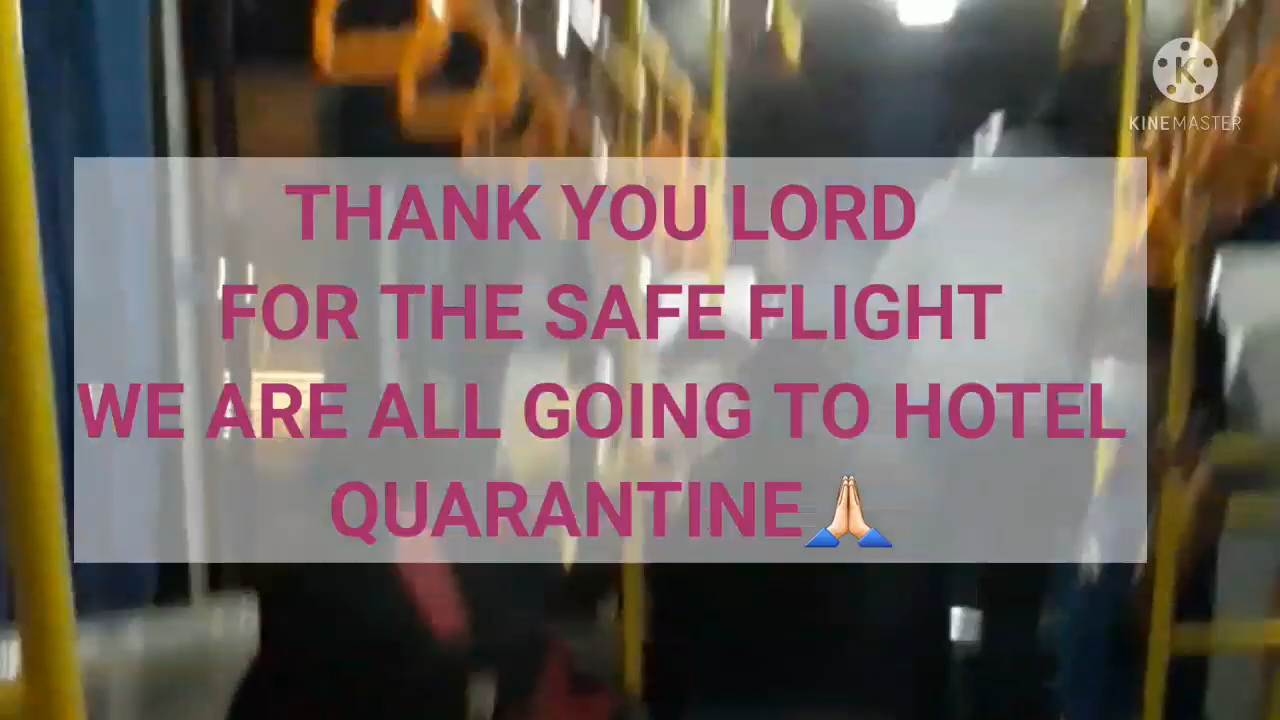 KINEMASTER
THANK YOU LORD
FOR THE SAFE FLIGHT
WE ARE ALL GOING TO HOTEL
QUARANTINE🙏